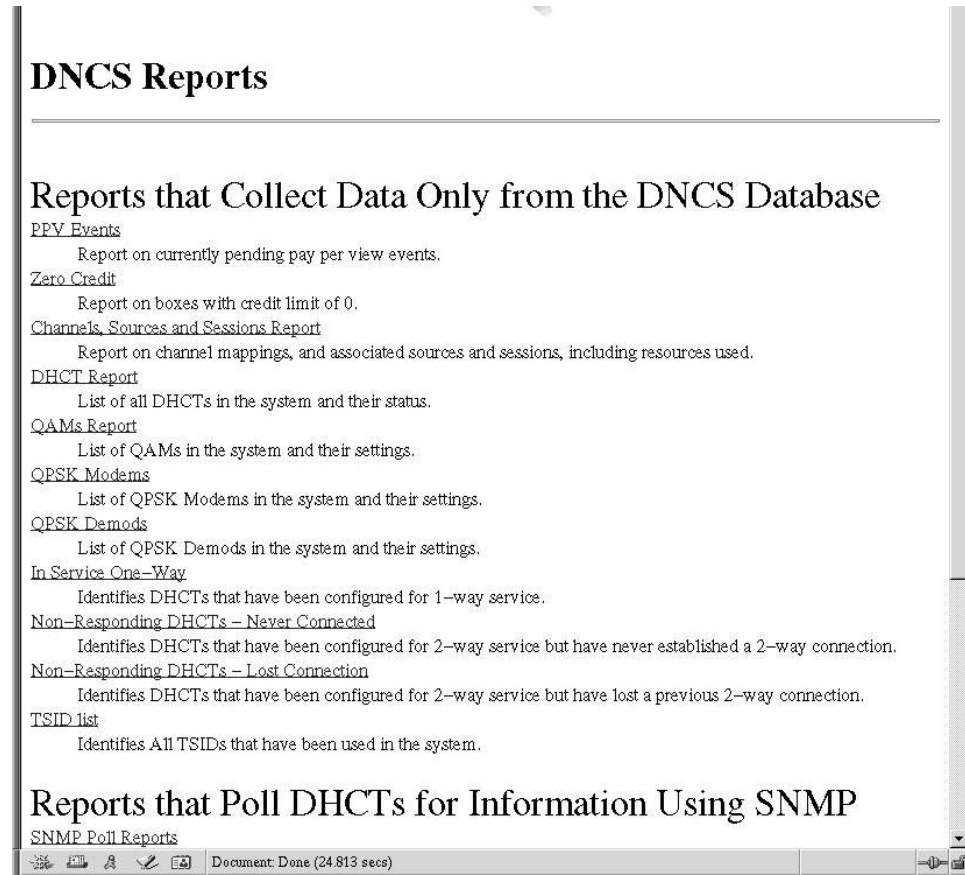 DNCS Reports
Reports that Collect Data Only from the DNCS Database
PPV Events
Report on currently pending pay per view events.
Zero Credit
Report on boxes with credit limit of 0.
Channels, Sources and Sessions Report
Report on channel mappings, and associated sources and sessions, including resources used.
DHCT Report
List of all DHCTs in the system and their status.
QAMs Report
List of QAMs in the system and their settings.
QPSK Modems
List of QPSK Modems in the system and their settings.
QPSK Demods
List of QPSK Demods in the system and their settings.
In Service One–Way
Identifies DHCTs that have been configured for 1–way service.
Non–Responding DHCTs – Never Connected
Identifies DHCTs that have been configured for 2–way service but have never established a 2–way connection.
Non–Responding DHCTs – Lost Connection
Identifies DHCTs that have been configured for 2–way service but have lost a previous 2–way connection.
TSID list
Identifies All TSIDs that have been used in the system.
Reports that Poll DHCTs for Information Using SNMP
SNMP Poll Reports
Document: Done (24.813 secs)